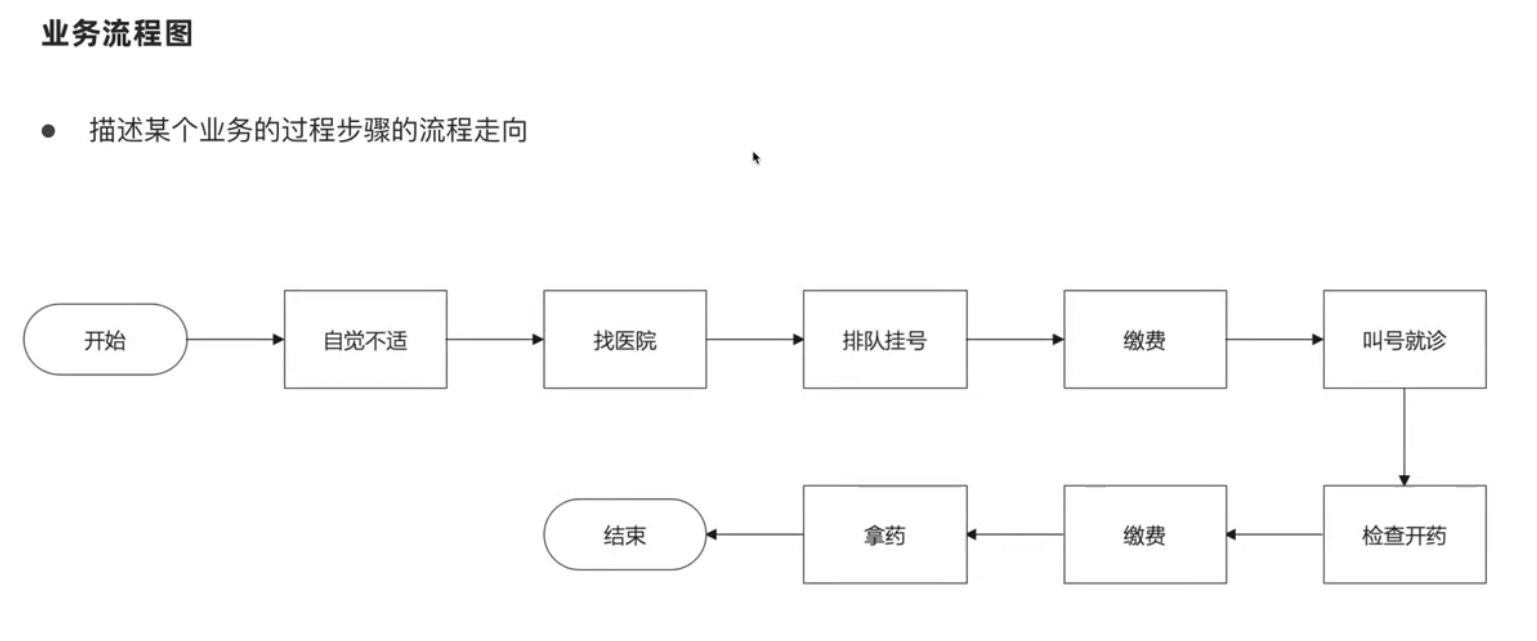 业务流程图
● 描述某个业务的过程步骤的流程走向
开始
自觉不适
找医院
排队挂号
缴费
叫号就诊
检查开药
缴费
拿药
结束